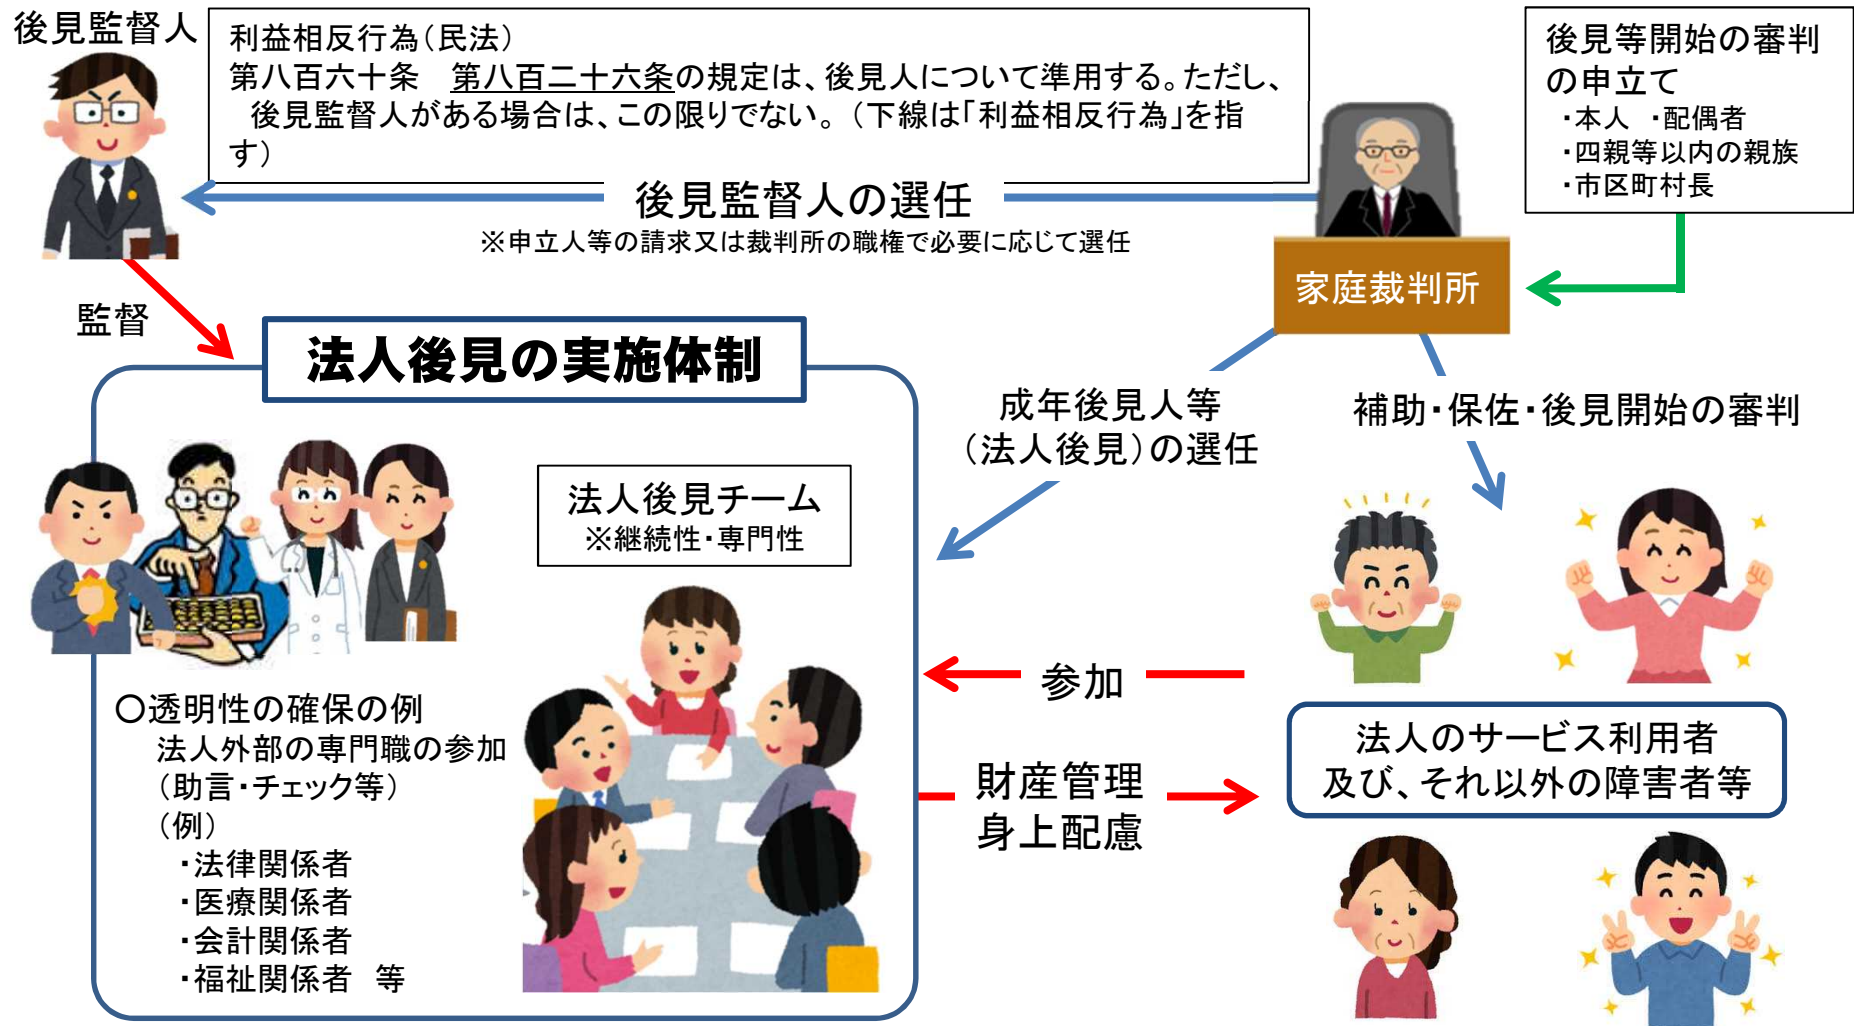 後見監督人
利益相反行為(民法)
第八百六十条　第八百二十六条の規定は、後見人について準用する。ただし、
後見監督人がある場合は、この限りでない。(下線は「利益相反行為」を指
す)
後見等開始の審判
の申立て
・本人　・配偶者
・四親等以内の親族
・市区町村長
後見監督人の選任
※申立人等の請求又は裁判所の職権で必要に応じて選任
家庭裁判所
監督
法人後見の実施体制
成年後見人等
(法人後見)の選任
補助・保佐・後見開始の審判
法人後見チーム
※継続性・専門性
参加
〇透明性の確保の例
法人外部の専門職の参加
(助言・チェック等)
(例)
・法律関係者
・医療関係者
・会計関係者
・福祉関係者　等
財産管理
身上配慮
法人のサービス利用者
及び、それ以外の障害者等